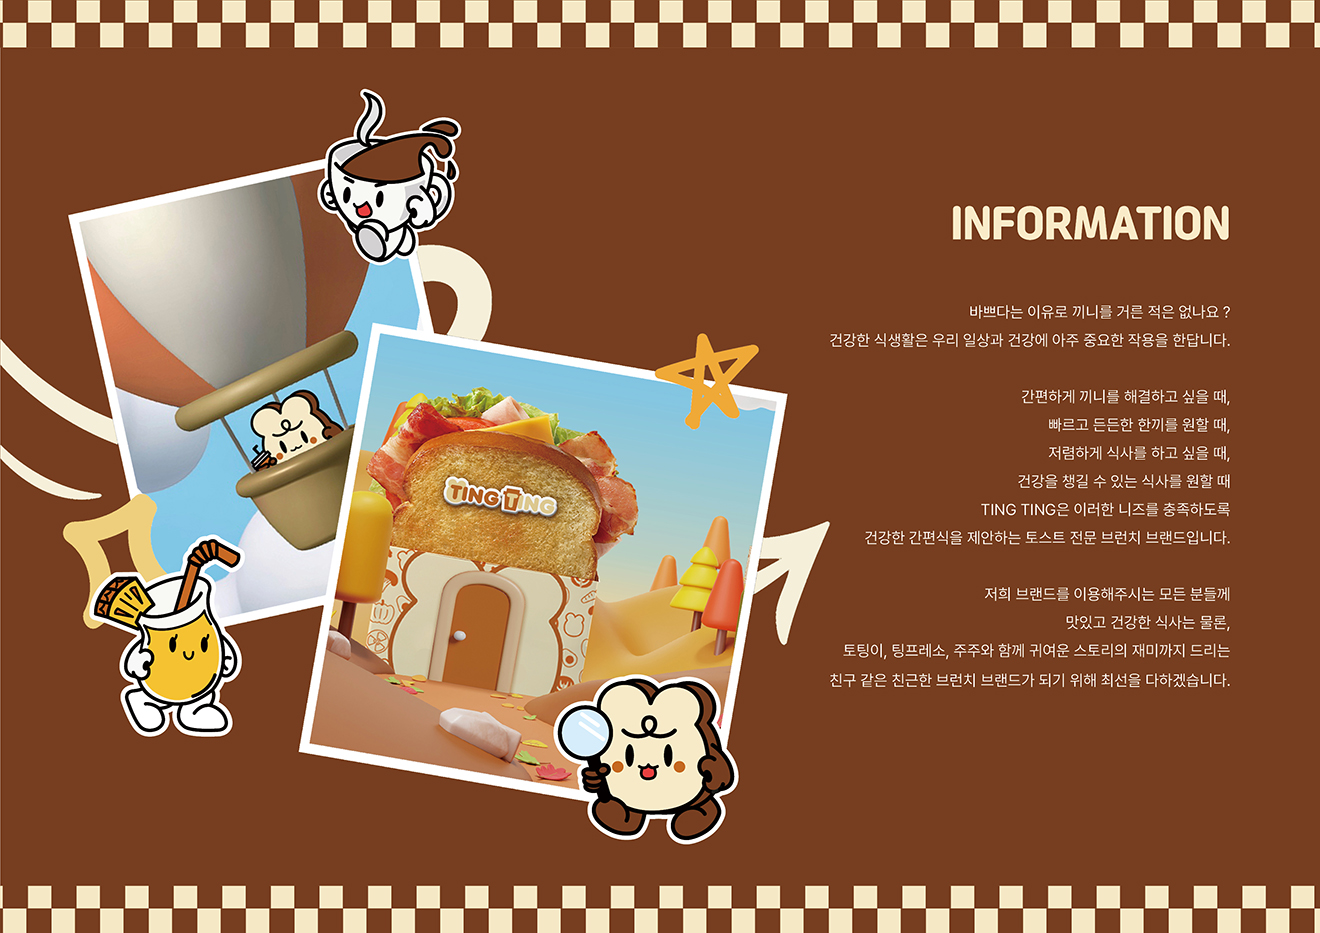 INFORMATION
바쁘다는 이유로 끼니를 거른 적은 없나요 ?
건강한 식생활은 우리 일상과 건강에 아주 중요한 작용을 한답니다.
간편하게 끼니를 해결하고 싶을 때,
빠르고 든든한 한끼를 원할 때,
저렴하게 식사를 하고 싶을 때,
건강을 챙길 수 있는 식사를 원할 때
TING TING은 이러한 니즈를 충족하도록
건강한 간편식을 제안하는 토스트 전문 브런치 브랜드입니다.
저희 브랜드를 이용해주시는 모든 분들께
맛있고 건강한 식사는 물론,
토팅이, 팅프레소, 주주와 함께 귀여운 스토리의 재미까지 드리는
친구 같은 친근한 브런치 브랜드가 되기 위해 최선을 다하겠습니다.
TING TING